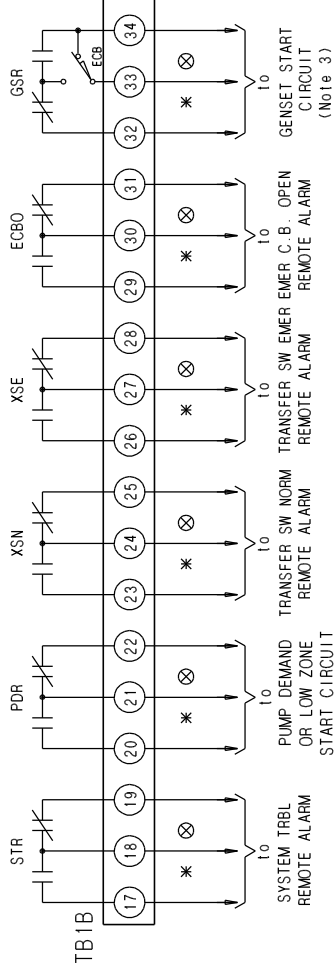 STR PDR XSN XSE ECBO GSR
ECB
TB1B 17 18 19 20 21 22 23 24 25 26 27 28 29 30 31 32 33 34
to to to to to to
SYSTEM TRBL
REMOTE ALARM
PUMP DEMAND
OR LOW ZONE
START CIRCUIT
TRANSFER SW NORM
REMOTE ALARM
TRANSFER SW EMER
REMOTE ALARM
EMER C.B. OPEN
REMOTE ALARM
GENSET START
CIRCUIT
(Note 3)